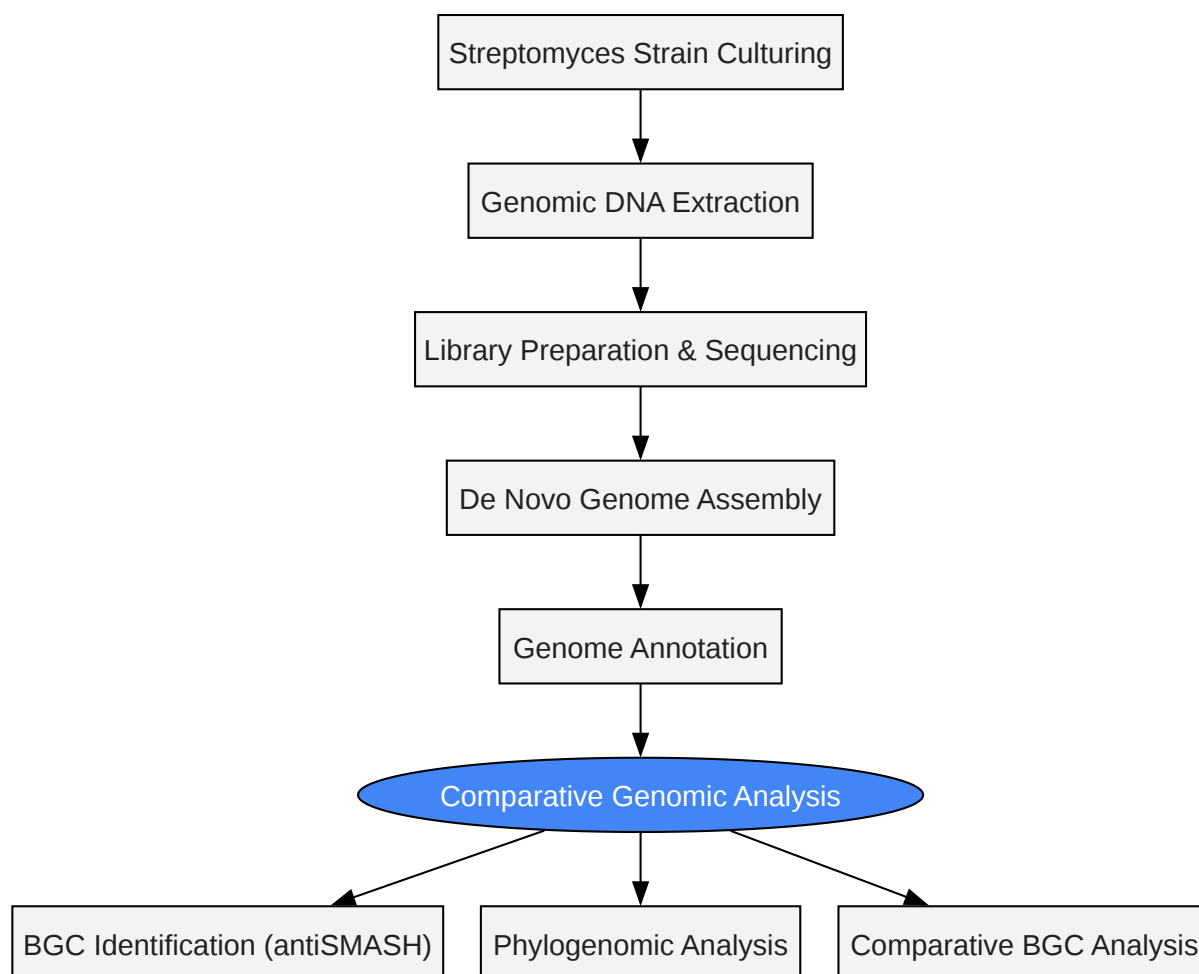 Streptomyces Strain Culturing
Genomic DNA Extraction
Library Preparation & Sequencing
De Novo Genome Assembly
Genome Annotation
Comparative Genomic Analysis
BGC Identification (antiSMASH)
Phylogenomic Analysis
Comparative BGC Analysis